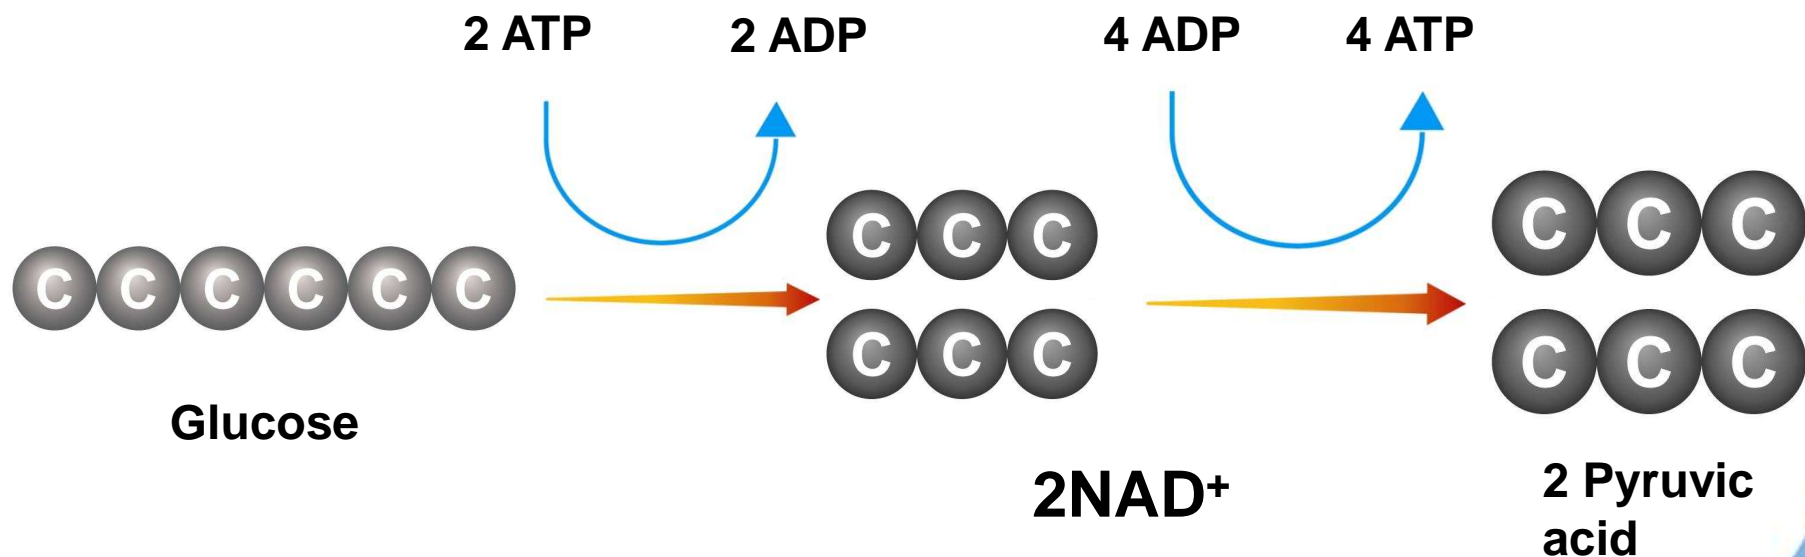 2 ATP 2 ADP 4 ADP 4 ATP
C C C C C C
C C C
C C C
C C C
C C C
Glucose
2NAD⁺
2 Pyruvic
acid